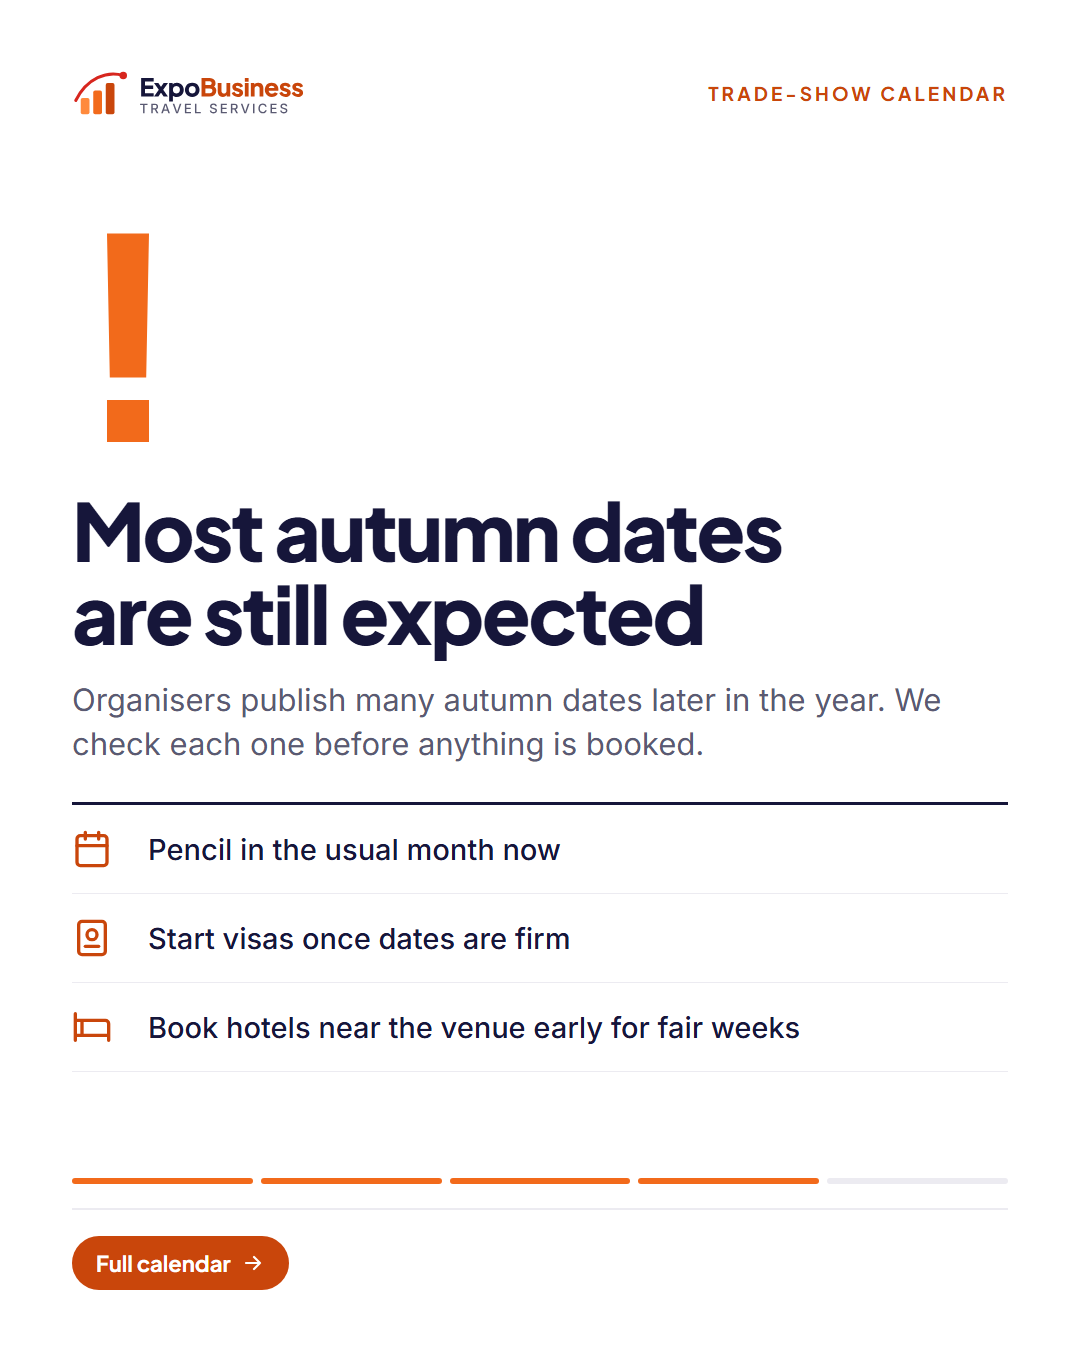 ExpoBusiness
TRAVEL SERVICES
TRADE-SHOW CALENDAR
!
Most autumn dates
are still expected
Organisers publish many autumn dates later in the year. We
check each one before anything is booked.
Pencil in the usual month now
Start visas once dates are firm
Book hotels near the venue early for fair weeks
Full calendar →